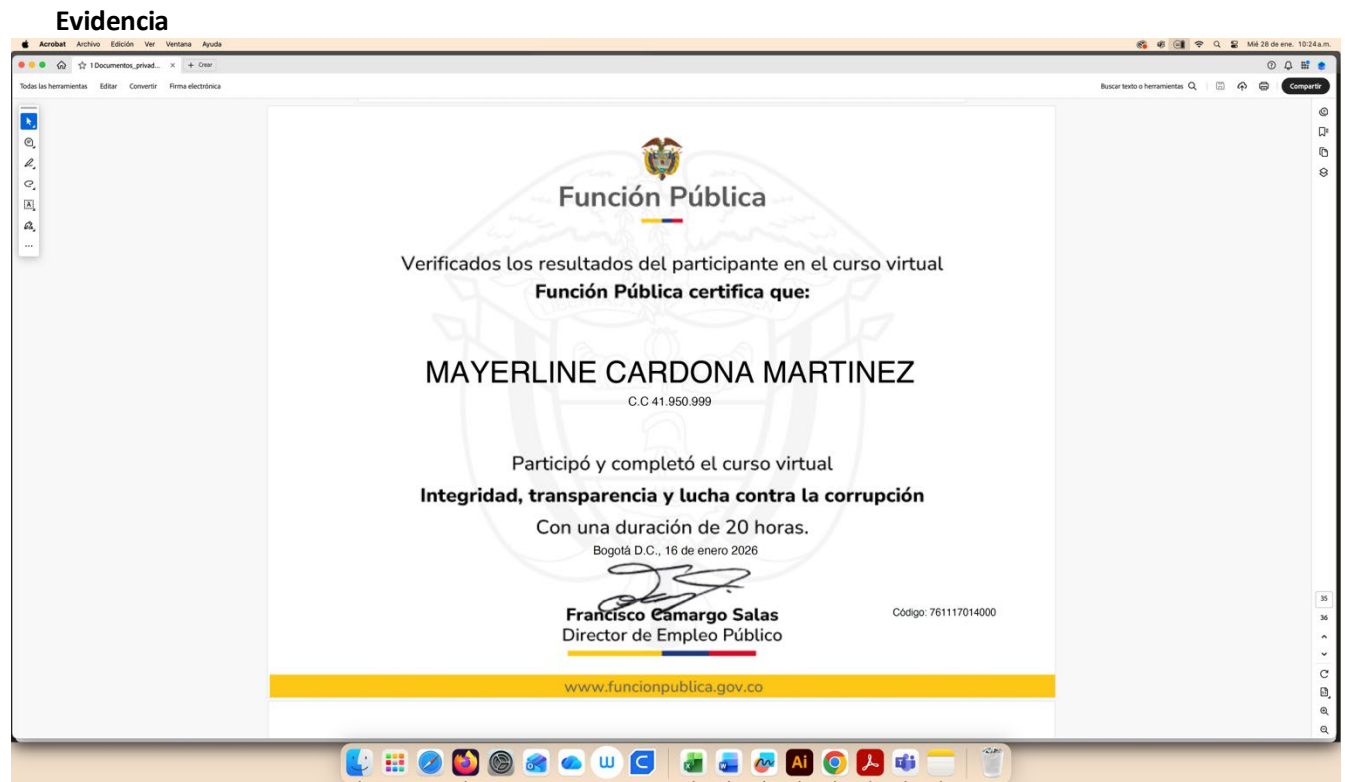 Evidencia
Acrobat Archivo Edición Ver Ventana Ayuda
Mié 28 de ene. 10:24 a.m.
1 Documentos_privad... × + Crear
Todas las herramientas Editar Convertir Firma electrónica
Buscar texto o herramientas
Compartir
Función Pública
Verificados los resultados del participante en el curso virtual
Función Pública certifica que:
MAYERLINE CARDONA MARTINEZ
C.C 41.950.999
Participó y completó el curso virtual
Integridad, transparencia y lucha contra la corrupción
Con una duración de 20 horas.
Bogotá D.C., 16 de enero 2026
Francisco Camargo Salas
Director de Empleo Público
Código: 761117014000
www.funcionpublica.gov.co
35
36